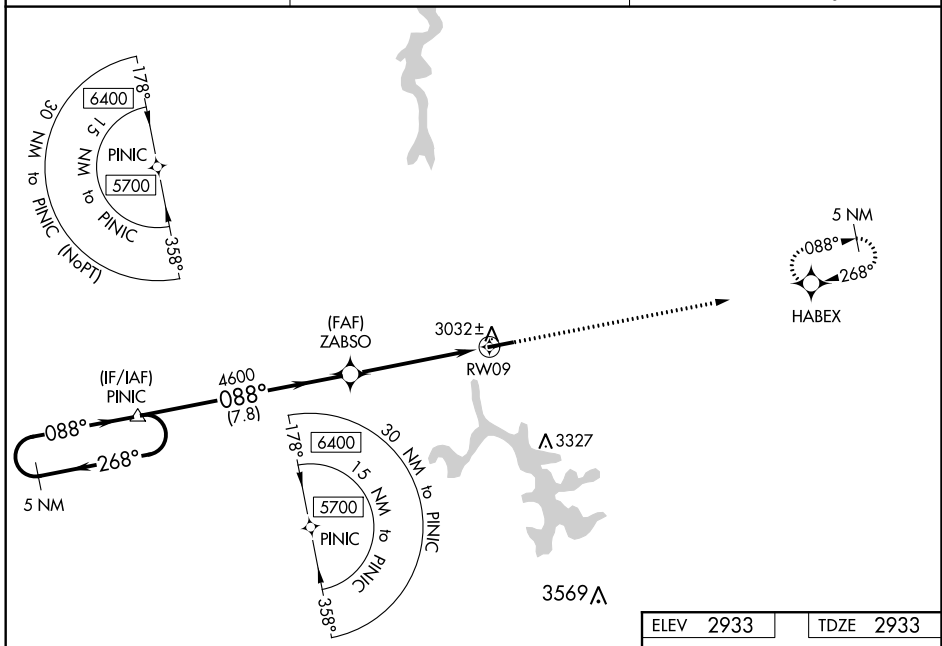 178°
6400
30 NM to PINIC (NoPT)
15 NM to PINIC
PINIC
5700
358°
5 NM
088°
268°
HABEX
(FAF)
ZABSO
3032±
RW09
(IF/IAF)
PINIC
4600
088°
(7.8)
088°
268°
5 NM
178°
6400
30 NM to PINIC
15 NM to PINIC
5700
PINIC
358°
3327
3569
ELEV 2933
TDZE 2933